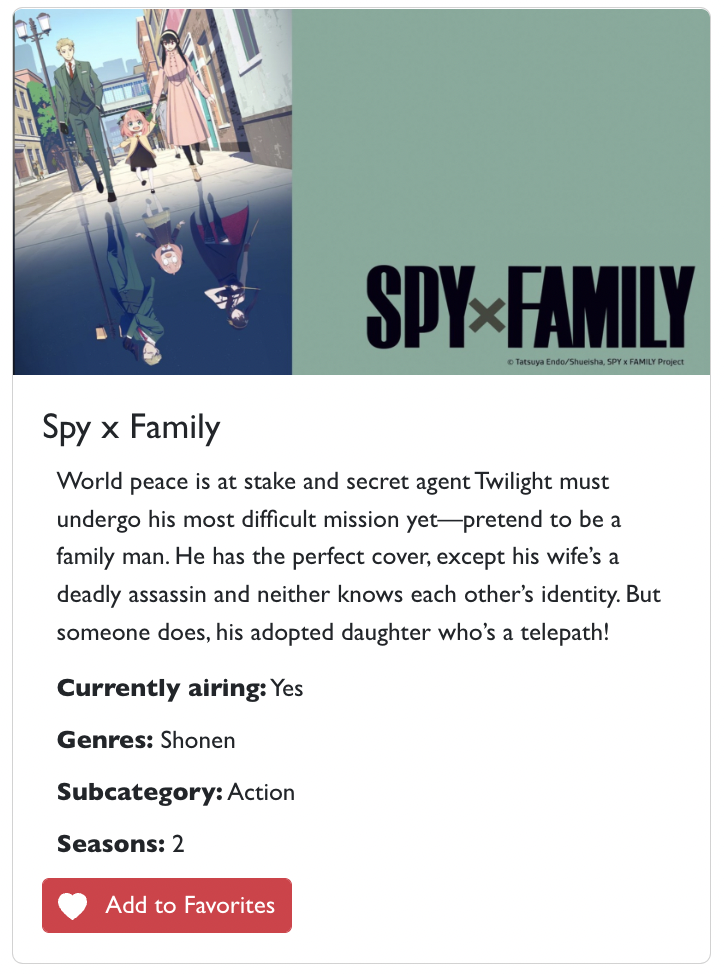 SPY×FAMILY
© Tatsuya Endo/Shueisha, SPY x FAMILY Project
Spy x Family
World peace is at stake and secret agent Twilight must
undergo his most difficult mission yet—pretend to be a
family man. He has the perfect cover, except his wife’s a
deadly assassin and neither knows each other’s identity. But
someone does, his adopted daughter who’s a telepath!
Currently airing: Yes
Genres: Shonen
Subcategory: Action
Seasons: 2
Add to Favorites